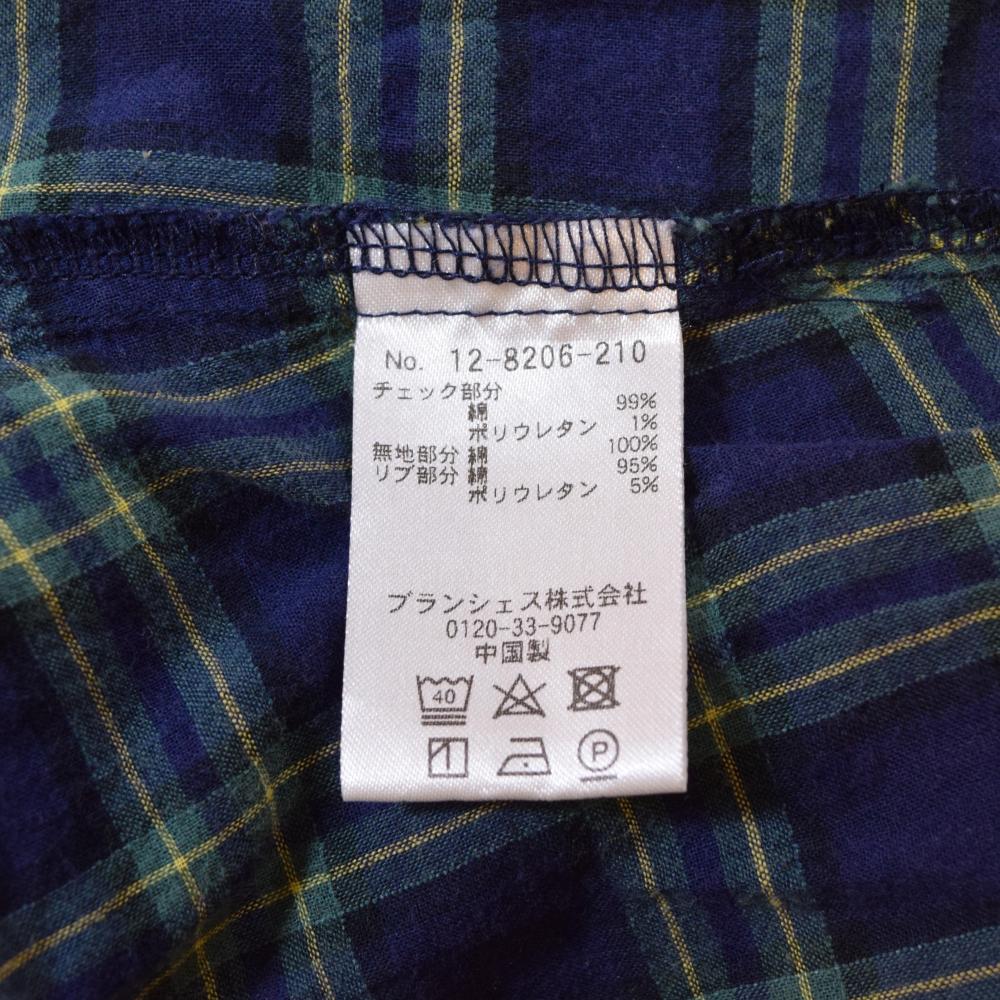 No. 12-8206-210
チェック部分
綿 99%
ポリウレタン 1%
無地部分 綿 100%
リブ部分 綿 95%
ポリウレタン 5%
ブランシェス株式会社
0120-33-9077
中国製
40
P